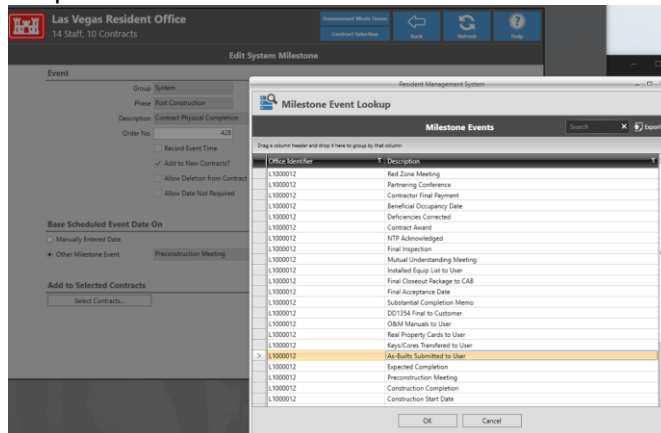 Las Vegas Resident Office
14 Staff, 10 Contracts
Government Mode Home
Contract Selection
Back
Refresh
Help
Edit System Milestone
Event
Group System
Phase Post Construction
Description Contract Physical Completion
Order No. 428
Record Event Time
Add to New Contracts?
Allow Deletion from Contract
Allow Date Not Required
Base Scheduled Event Date On
Manually Entered Date
Other Milestone Event Preconstruction Meeting
Add to Selected Contracts
Select Contracts...
Resident Management System
Milestone Event Lookup
Milestone Events
Search
Export
Drag a column header and drop it here to group by that column
Office Identifier Description
L1000012 Red Zone Meeting
L1000012 Partnering Conference
L1000012 Contractor Final Payment
L1000012 Beneficial Occupancy Date
L1000012 Deficiencies Corrected
L1000012 Contract Award
L1000012 NTP Acknowledged
L1000012 Final Inspection
L1000012 Mutual Understanding Meeting
L1000012 Installed Equip List to User
L1000012 Final Closeout Package to CAB
L1000012 Final Acceptance Date
L1000012 Substantial Completion Memo
L1000012 DD1354 Final to Customer
L1000012 O&M Manuals to User
L1000012 Real Property Cards to User
L1000012 Keys/Cores Transfered to User
L1000012 As-Builts Submitted to User
L1000012 Expected Completion
L1000012 Preconstruction Meeting
L1000012 Construction Completion
L1000012 Construction Start Date
OK Cancel